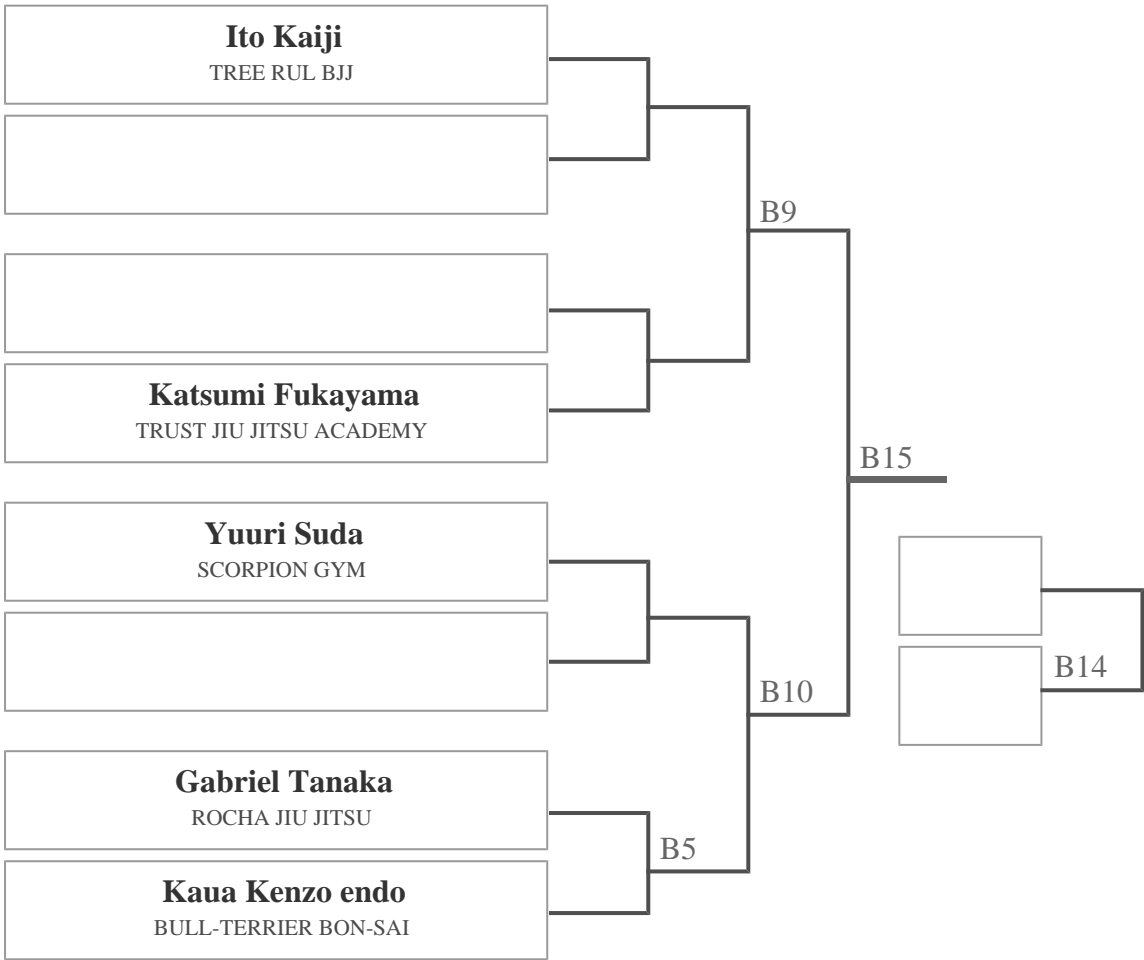 Ito Kaiji
TREE RUL BJJ
B9
Katsumi Fukayama
TRUST JIU JITSU ACADEMY
B15
Yuuri Suda
SCORPION GYM
B14
B10
Gabriel Tanaka
ROCHA JIU JITSU
B5
Kaua Kenzo endo
BULL-TERRIER BON-SAI